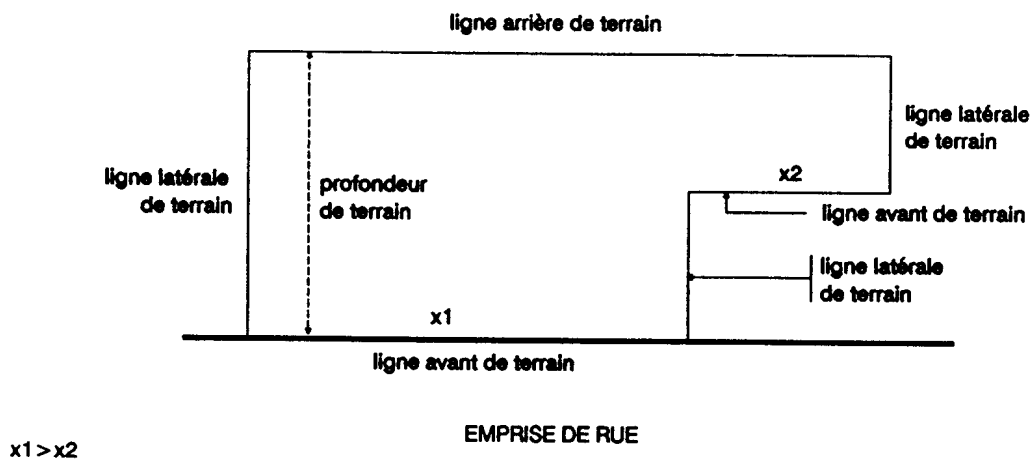 ligne arrière de terrain
ligne latérale
de terrain
ligne latérale
de terrain
profondeur
de terrain
x2
ligne avant de terrain
ligne latérale
de terrain
x1
ligne avant de terrain
EMPRISE DE RUE
x1>x2